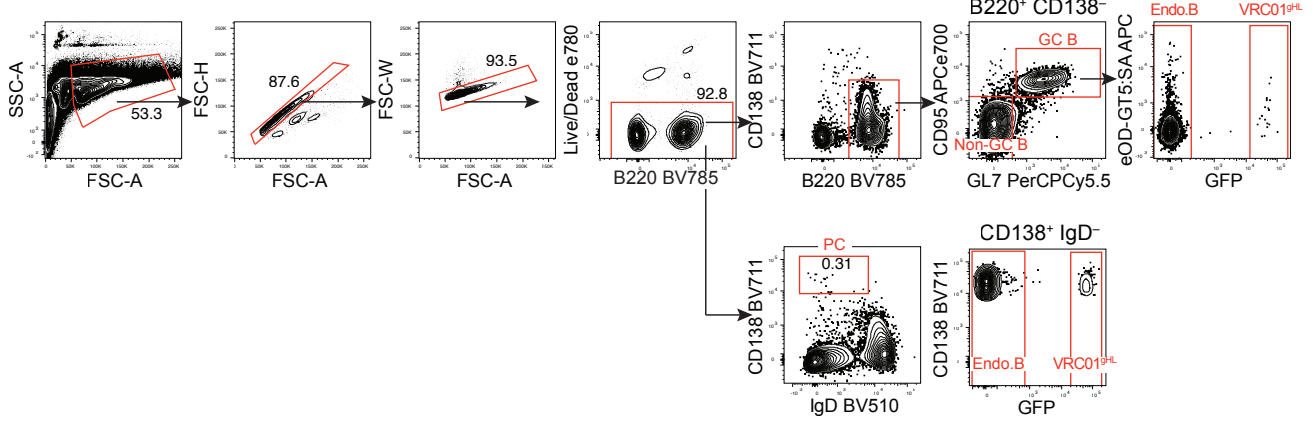 SSC-A
53.3
FSC-A
FSC-H
87.6
FSC-A
FSC-W
93.5
FSC-A
Live/Dead e780
92.8
B220 BV785
CD138 BV711
B220 BV785
B220⁺ CD138⁻
CD95 APCe700
GC B
Non-GC B
GL7 PerCPCy5.5
eOD-GT5:SA APC
Endo.B
VRC01ᵍᴴᴸ
GFP
CD138 BV711
PC
0.31
IgD BV510
CD138⁺ IgD⁻
CD138 BV711
Endo.B
VRC01ᵍᴴᴸ
GFP